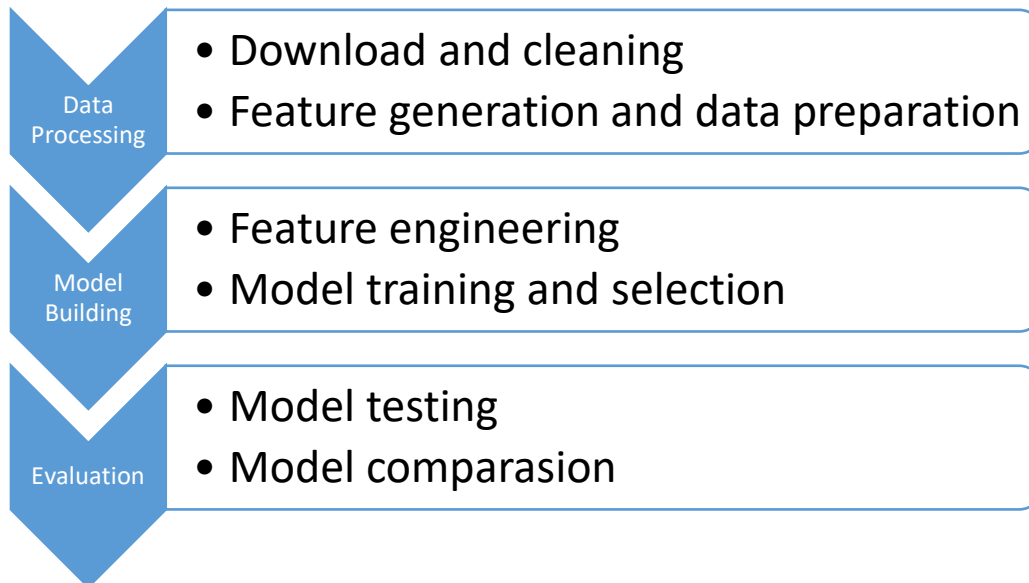 Data
Processing
• Download and cleaning
• Feature generation and data preparation
Model
Building
• Feature engineering
• Model training and selection
Evaluation
• Model testing
• Model comparasion